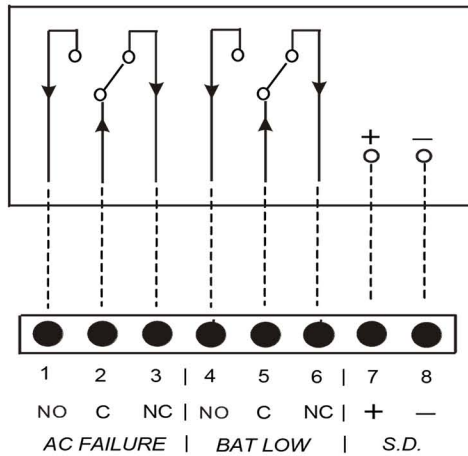 + —
1 2 3 | 4 5 6 | 7 8
NO C NC NO C NC + —
AC FAILURE | BAT LOW | S.D.